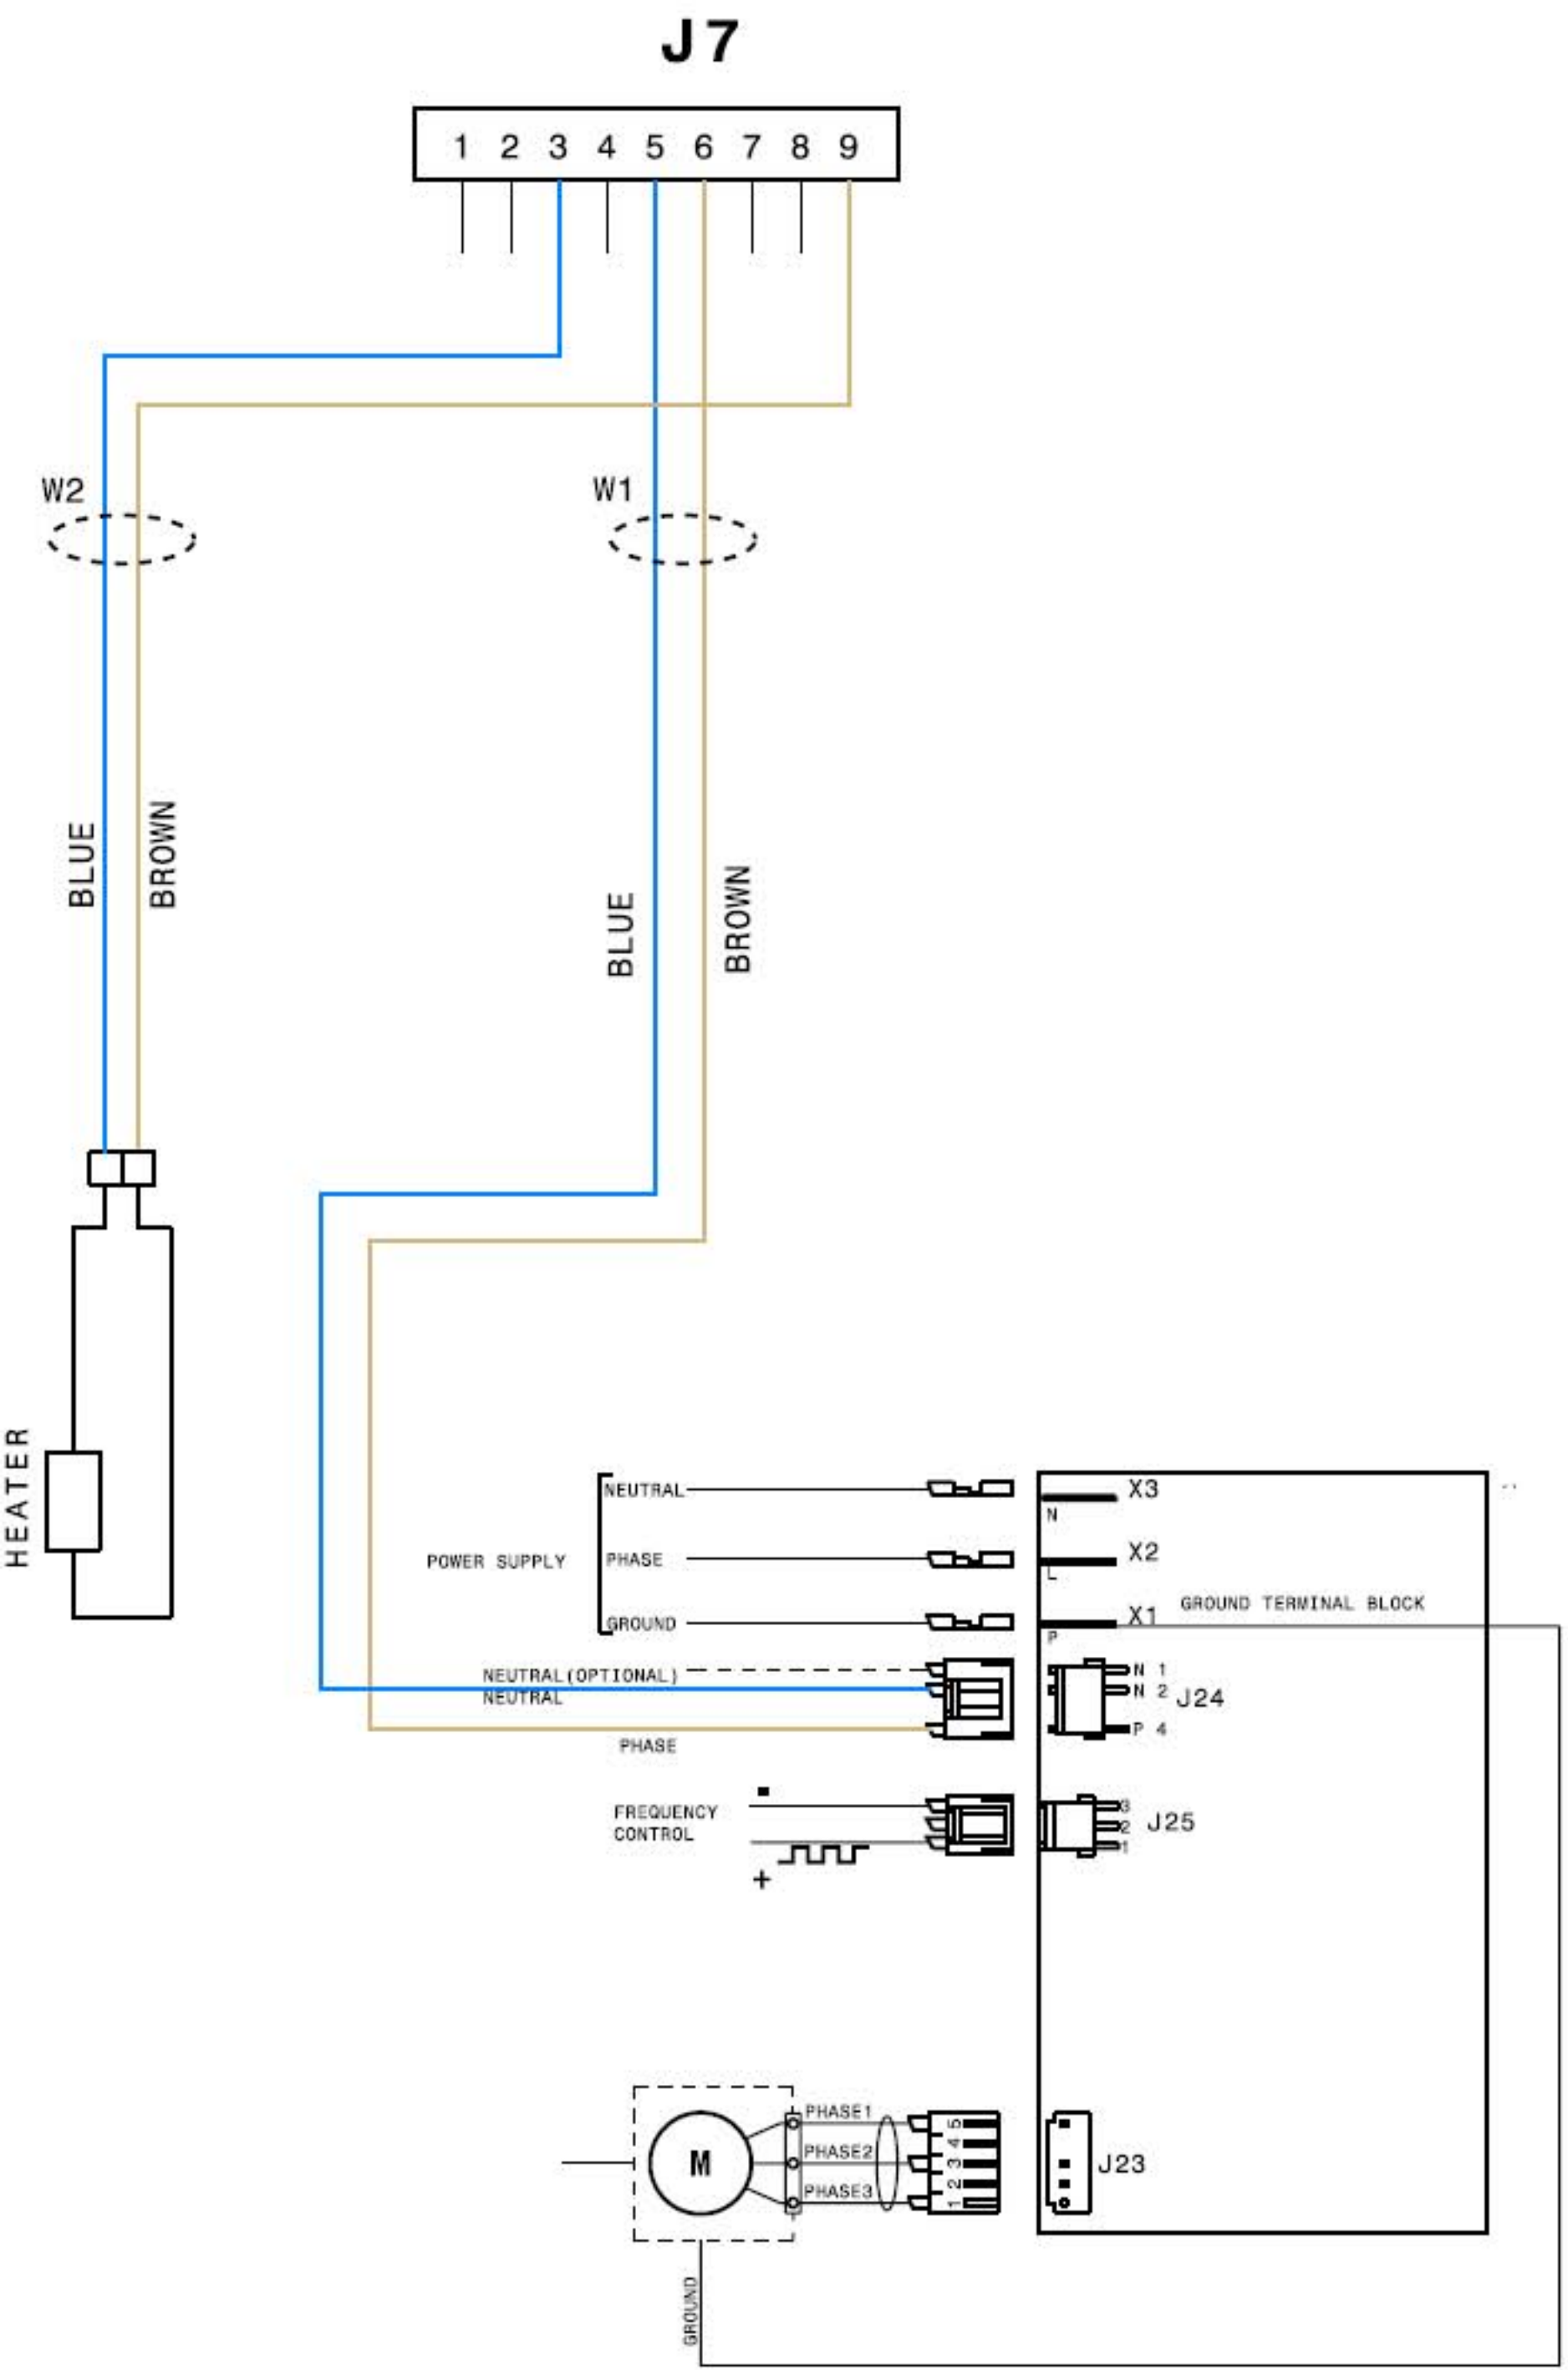 J7
1 2 3 4 5 6 7 8 9
W2
W1
BLUE
BROWN
BLUE
BROWN
HEATER
POWER SUPPLY
NEUTRAL
PHASE
GROUND
X3
N
X2
L
X1
P
GROUND TERMINAL BLOCK
NEUTRAL(OPTIONAL)
NEUTRAL
PHASE
N 1
N 2
P 4
J24
FREQUENCY
CONTROL
+
3
2
1
J25
M
PHASE1
PHASE2
PHASE3
5
4
3
2
1
J23
GROUND